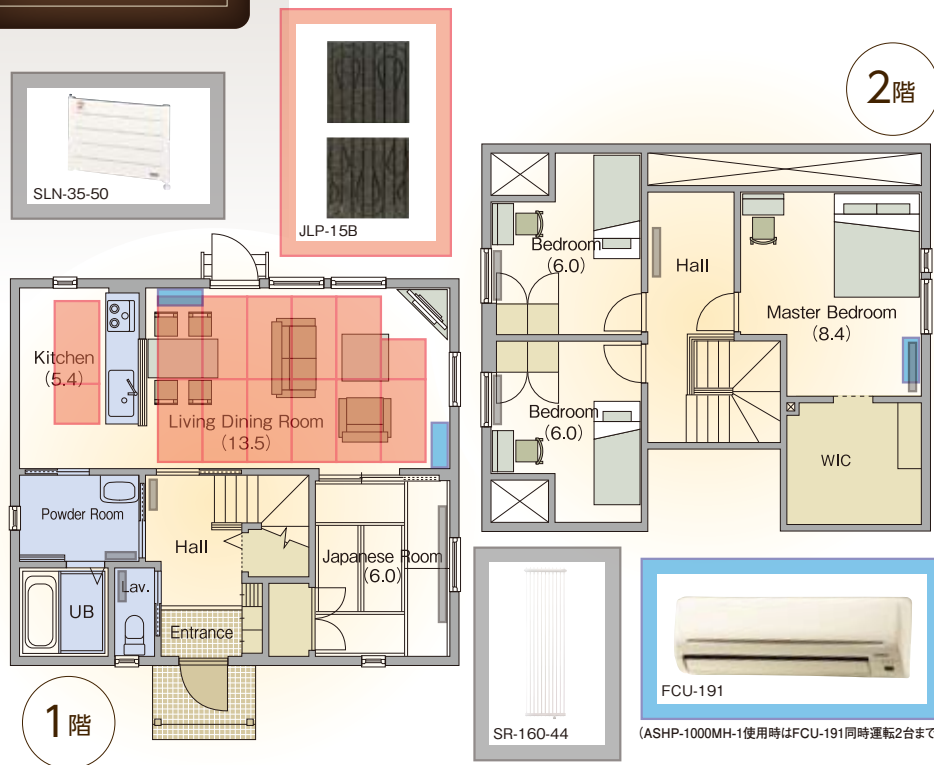 2階
SLN-35-50
JLP-15B
Bedroom
(6.0)
Hall
Master Bedroom
(8.4)
Kitchen
(5.4)
Living Dining Room
(13.5)
Bedroom
(6.0)
WIC
Powder Room
Hall
Japanese Room
(6.0)
UB
Lav.
Entrance
1階
SR-160-44
FCU-191
(ASHP-1000MH-1使用時はFCU-191同時運転2台まで